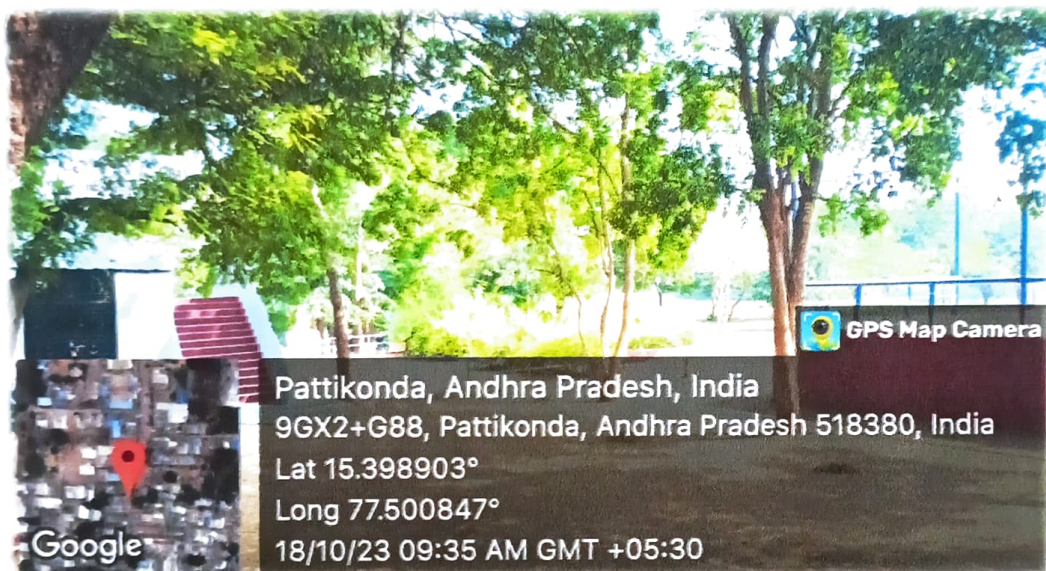 GPS Map Camera
Pattikonda, Andhra Pradesh, India
9GX2+G88, Pattikonda, Andhra Pradesh 518380, India
Lat 15.398903°
Long 77.500847°
18/10/23 09:35 AM GMT +05:30
Google